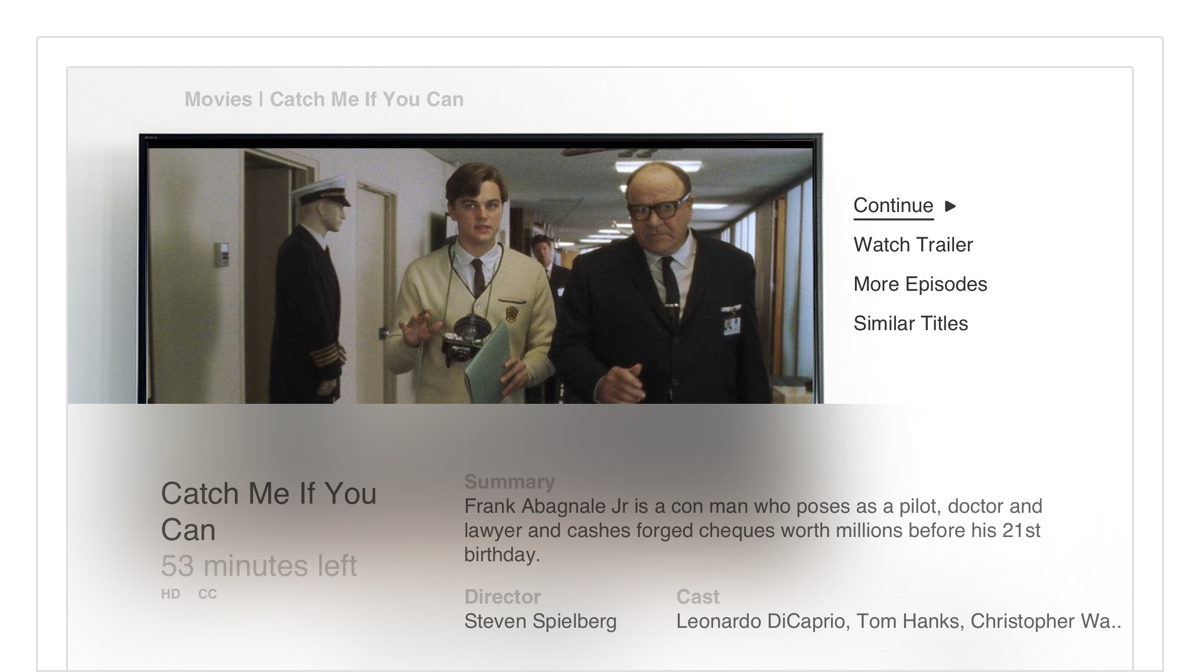 Movies | Catch Me If You Can
Continue
Watch Trailer
More Episodes
Similar Titles
Catch Me If You
Can
53 minutes left
HD CC
Summary
Frank Abagnale Jr is a con man who poses as a pilot, doctor and
lawyer and cashes forged cheques worth millions before his 21st
birthday.
Director
Steven Spielberg
Cast
Leonardo DiCaprio, Tom Hanks, Christopher Wa..